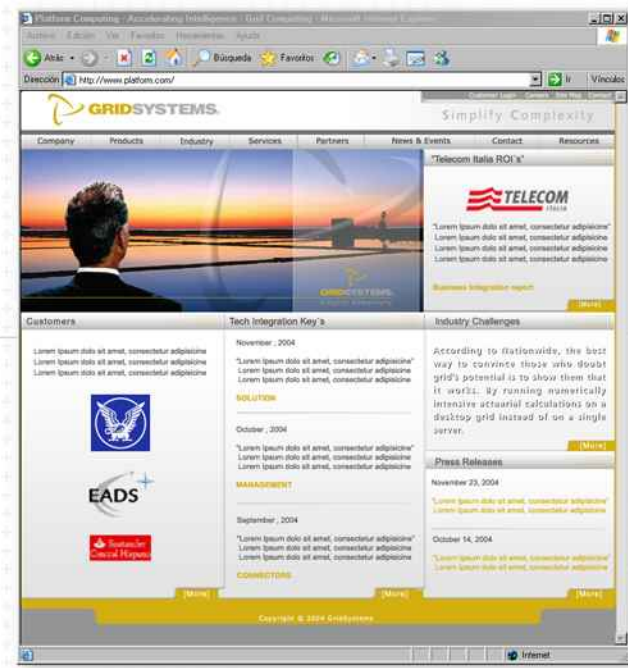 Platform Computing - Accelerating Intelligence - Grid Computing - Microsoft Internet Explorer
Archivo Edición Ver Favoritos Herramientas Ayuda
Atrás Búsqueda Favoritos
Dirección http://www.platform.com/ Ir Vínculos
Customer Login Careers Site Map Contact
GRIDSYSTEMS
Simplify Complexity
Company Products Industry Services Partners News & Events Contact Resources
"Telecom Italia ROI´s"
TELECOM
ITALIA
"Lorem Ipsum dolo sit amet, consectetur adipisicine
Lorem Ipsum dolo sit amet, consectetur adipisicine
Lorem Ipsum dolo sit amet, consectetur adipisicine
Lorem Ipsum dolo sit amet, consectetur adipisicine
Business Integration report
[More]
GRIDSYSTEMS
Customers
Lorem Ipsum dolo sit amet, consectetur adipisicine
Lorem Ipsum dolo sit amet, consectetur adipisicine
Lorem Ipsum dolo sit amet, consectetur adipisicine
EADS
Santander
Central Hispano
[More]
Tech Integration Key´s
November , 2004
"Lorem Ipsum dolo sit amet, consectetur adipisicine"
Lorem Ipsum dolo sit amet, consectetur adipisicine
Lorem Ipsum dolo sit amet, consectetur adipisicine
SOLUTION
October , 2004
"Lorem Ipsum dolo sit amet, consectetur adipisicine"
Lorem Ipsum dolo sit amet, consectetur adipisicine
Lorem Ipsum dolo sit amet, consectetur adipisicine
MANAGEMENT
September , 2004
"Lorem Ipsum dolo sit amet, consectetur adipisicine"
Lorem Ipsum dolo sit amet, consectetur adipisicine
Lorem Ipsum dolo sit amet, consectetur adipisicine
CONNECTORS
[More]
Industry Challenges
According to Nationwide, the best
way to convince those who doubt
grid's potential is to show them that
it works. By running numerically
intensive actuarial calculations on a
desktop grid instead of on a single
server.
[More]
Press Releases
November 23, 2004
"Lorem Ipsum dolo sit amet, consectetur adipisicine
Lorem Ipsum dolo sit amet, consectetur adipisicine
October 14, 2004
"Lorem Ipsum dolo sit amet, consectetur adipisicine
Lorem Ipsum dolo sit amet, consectetur adipisicine
[More]
Copyright © 2004 GridSystems
Internet